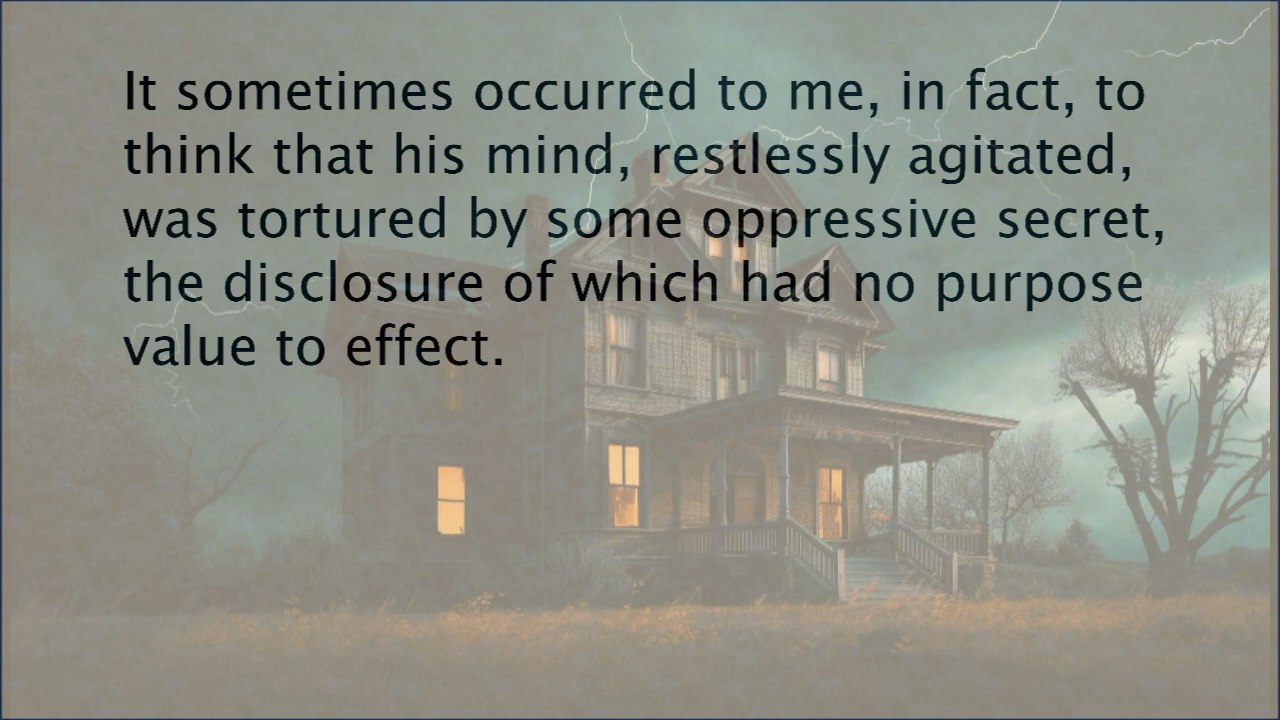 It sometimes occurred to me, in fact, to
think that his mind, restlessly agitated,
was tortured by some oppressive secret,
the disclosure of which had no purpose
value to effect.